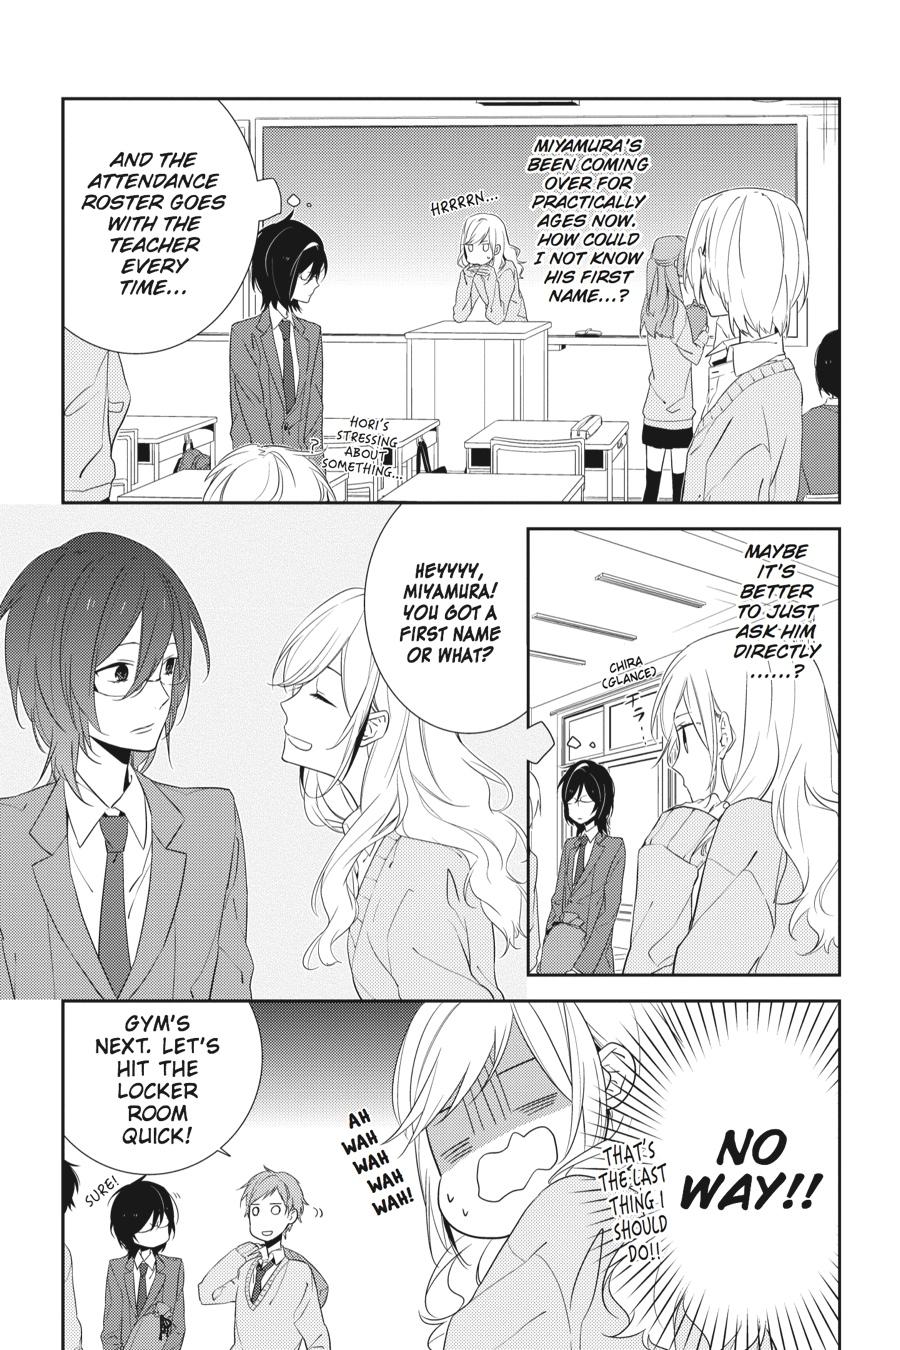 MIYAMURA'S
BEEN COMING
OVER FOR
PRACTICALLY
AGES NOW.
HOW COULD
I NOT KNOW
HIS FIRST
NAME...?
HRRRRN...
AND THE
ATTENDANCE
ROSTER GOES
WITH THE
TEACHER
EVERY
TIME...
?
HORI'S
STRESSING
ABOUT
SOMETHING...
MAYBE
IT'S
BETTER
TO JUST
ASK HIM
DIRECTLY
......?
CHIRA
(GLANCE)
チラ
HEYYYY,
MIYAMURA!
YOU GOT A
FIRST NAME
OR WHAT?
NO
WAY!!
THAT'S
THE LAST
THING I
SHOULD
DO!!
AH
WAH
WAH
WAH
WAH!
GYM'S
NEXT. LET'S
HIT THE
LOCKER
ROOM
QUICK!
SURE!